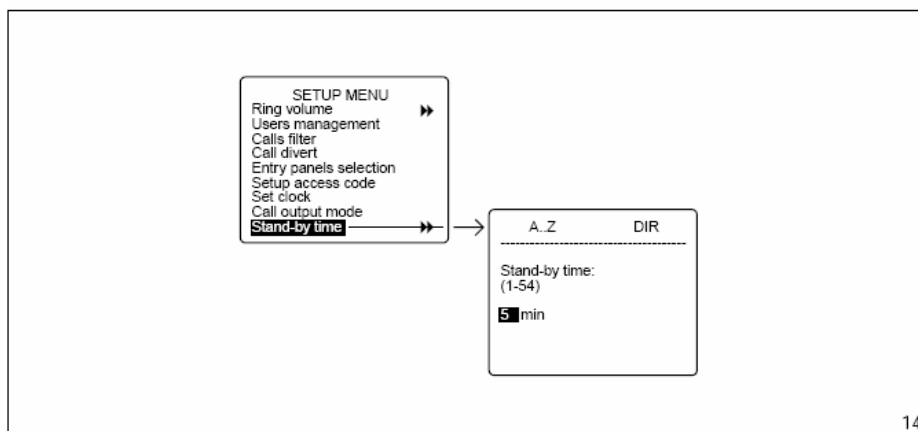 SETUP MENU
Ring volume
Users management
Calls filter
Call divert
Entry panels selection
Setup access code
Set clock
Call output mode
Stand-by time
A..Z DIR
Stand-by time:
(1-54)
5 min
14